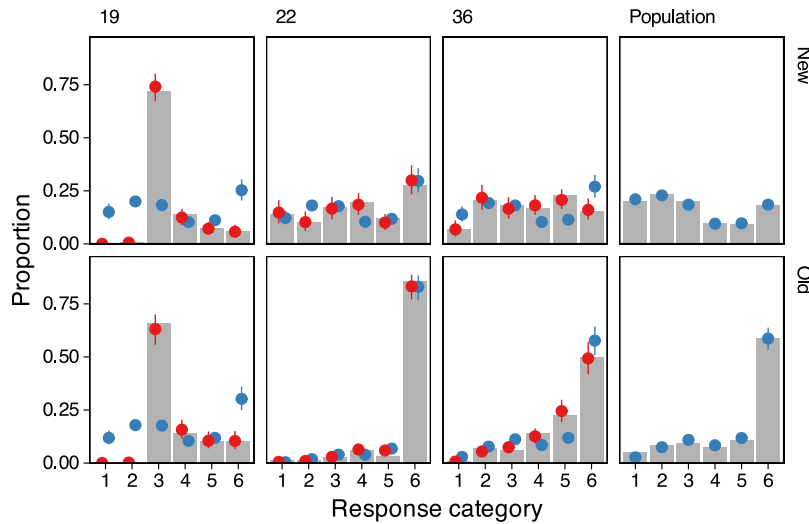 19 22 36 Population
New
0.75
0.50
0.25
0.00
Old
0.75
0.50
0.25
0.00
Proportion
1 2 3 4 5 6 1 2 3 4 5 6 1 2 3 4 5 6 1 2 3 4 5 6
Response category